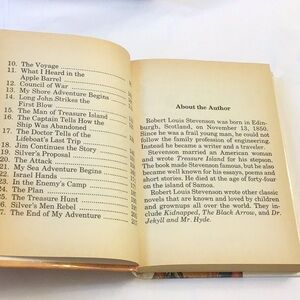 10. The Voyage
11. What I Heard in the
Apple Barrel
12. Council of War
13. My Shore Adventure Begins
14. Long John Strikes the
First Blow
15. The Man of Treasure Island
16. The Captain Tells How the
Ship Was Abandoned
17. The Doctor Tells of the
Lifeboat's Last Trip
18. Jim Continues the Story
19. Silver's Proposal
20. The Attack
21. My Sea Adventure Begins
22. Israel Hands
23. In the Enemy's Camp
24. The Plan
25. The Treasure Hunt
26. Silver's Men Rebel
27. The End of My Adventure
About the Author
Robert Louis Stevenson was born in Edin-
burgh, Scotland, on November 13, 1850.
Since he was a frail young man, he could not
follow the family profession of engineering.
Instead he became a writer and a traveler.
Stevenson married an American woman
and wrote Treasure Island for his stepson.
The book made Stevenson famous, but he also
became well known for his essays, poems and
short stories. He died at the age of forty-four
on the island of Samoa.
Robert Louis Stevenson wrote other classic
novels that are known and loved by children
and grownups all over the world. They in-
clude Kidnapped, The Black Arrow, and Dr.
Jekyll and Mr. Hyde.